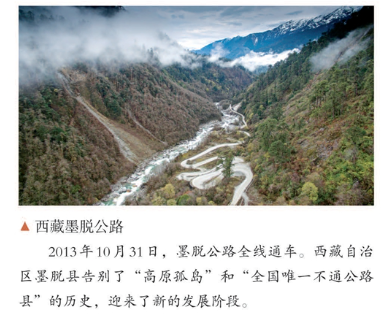 ▲ 西藏墨脱公路
2013年10月31日，墨脱公路全线通车。西藏自治
区墨脱县告别了“高原孤岛”和“全国唯一不通公路
县”的历史，迎来了新的发展阶段。